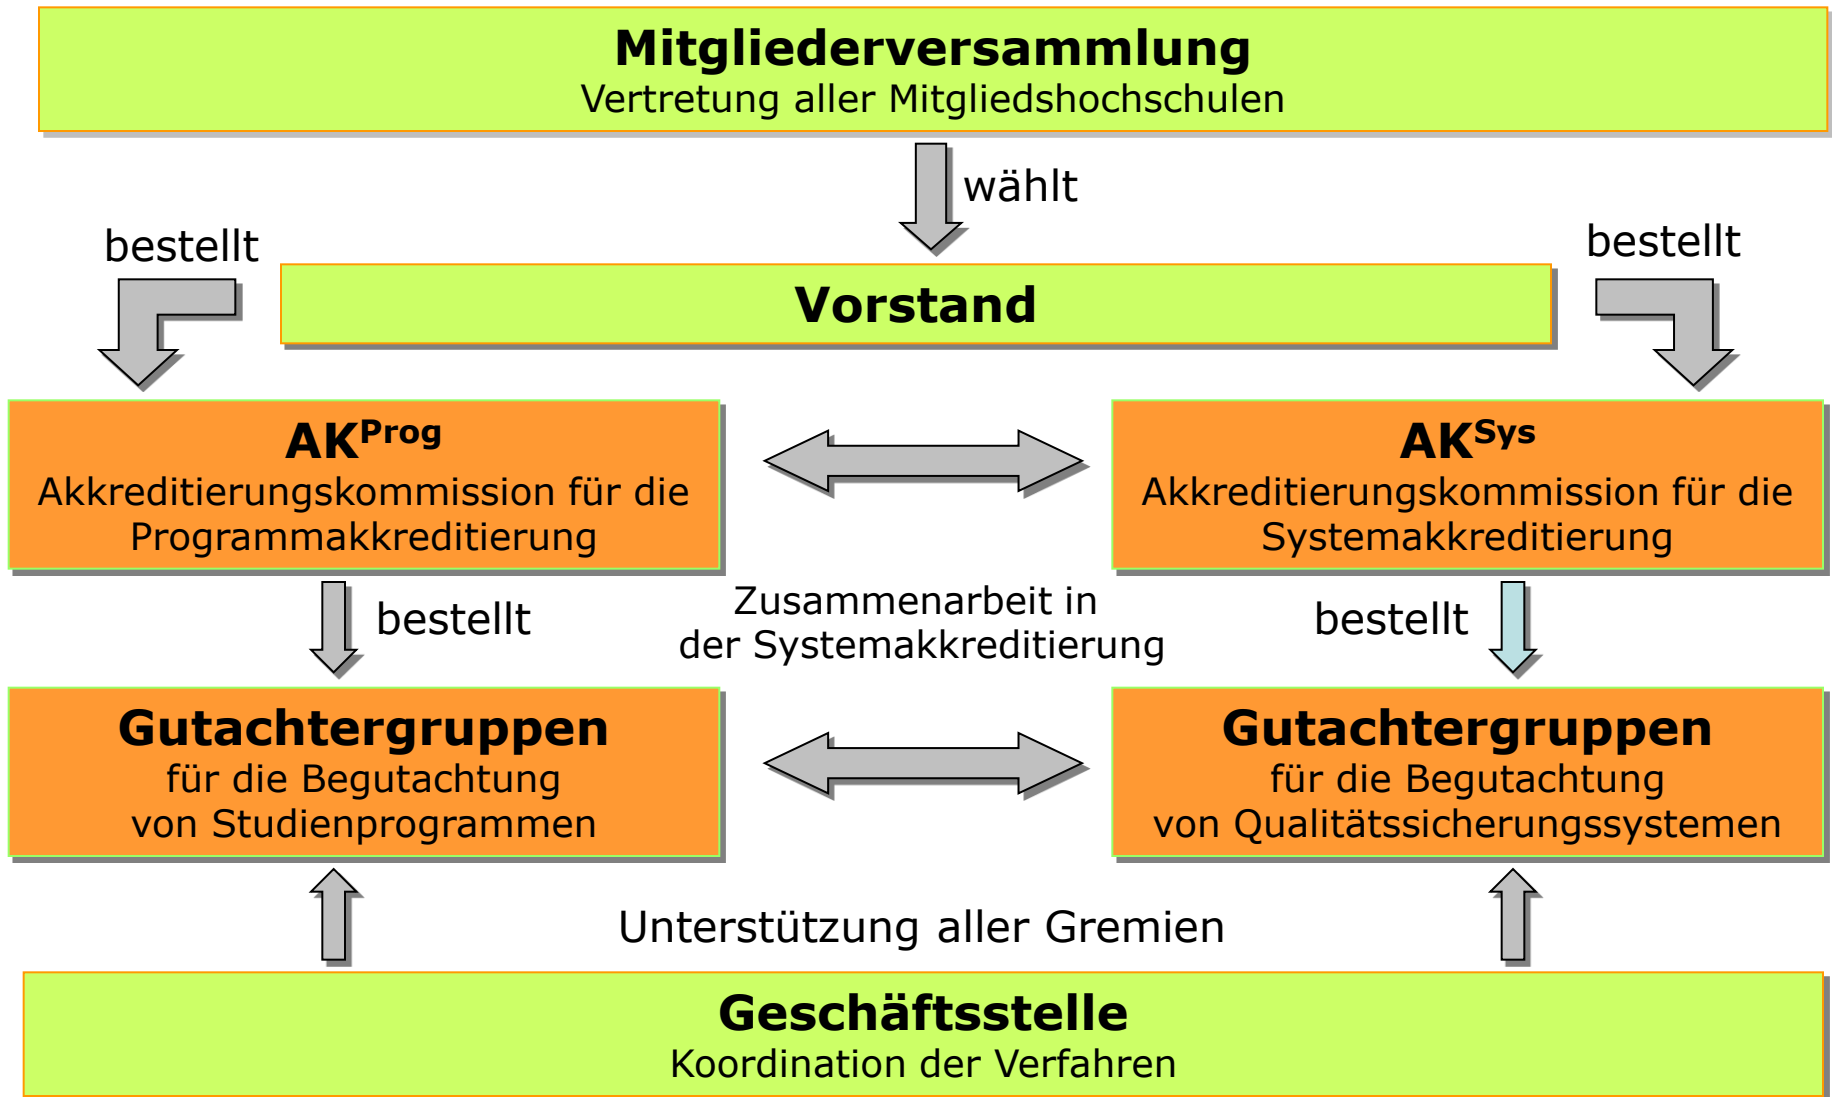 Mitgliederversammlung
Vertretung aller Mitgliedshochschulen
wählt
bestellt
bestellt
Vorstand
AKProg
Akkreditierungskommission für die
Programmakkreditierung
AKSys
Akkreditierungskommission für die
Systemakkreditierung
bestellt
Zusammenarbeit in
der Systemakkreditierung
bestellt
Gutachtergruppen
für die Begutachtung
von Studienprogrammen
Gutachtergruppen
für die Begutachtung
von Qualitätssicherungssystemen
Unterstützung aller Gremien
Geschäftsstelle
Koordination der Verfahren